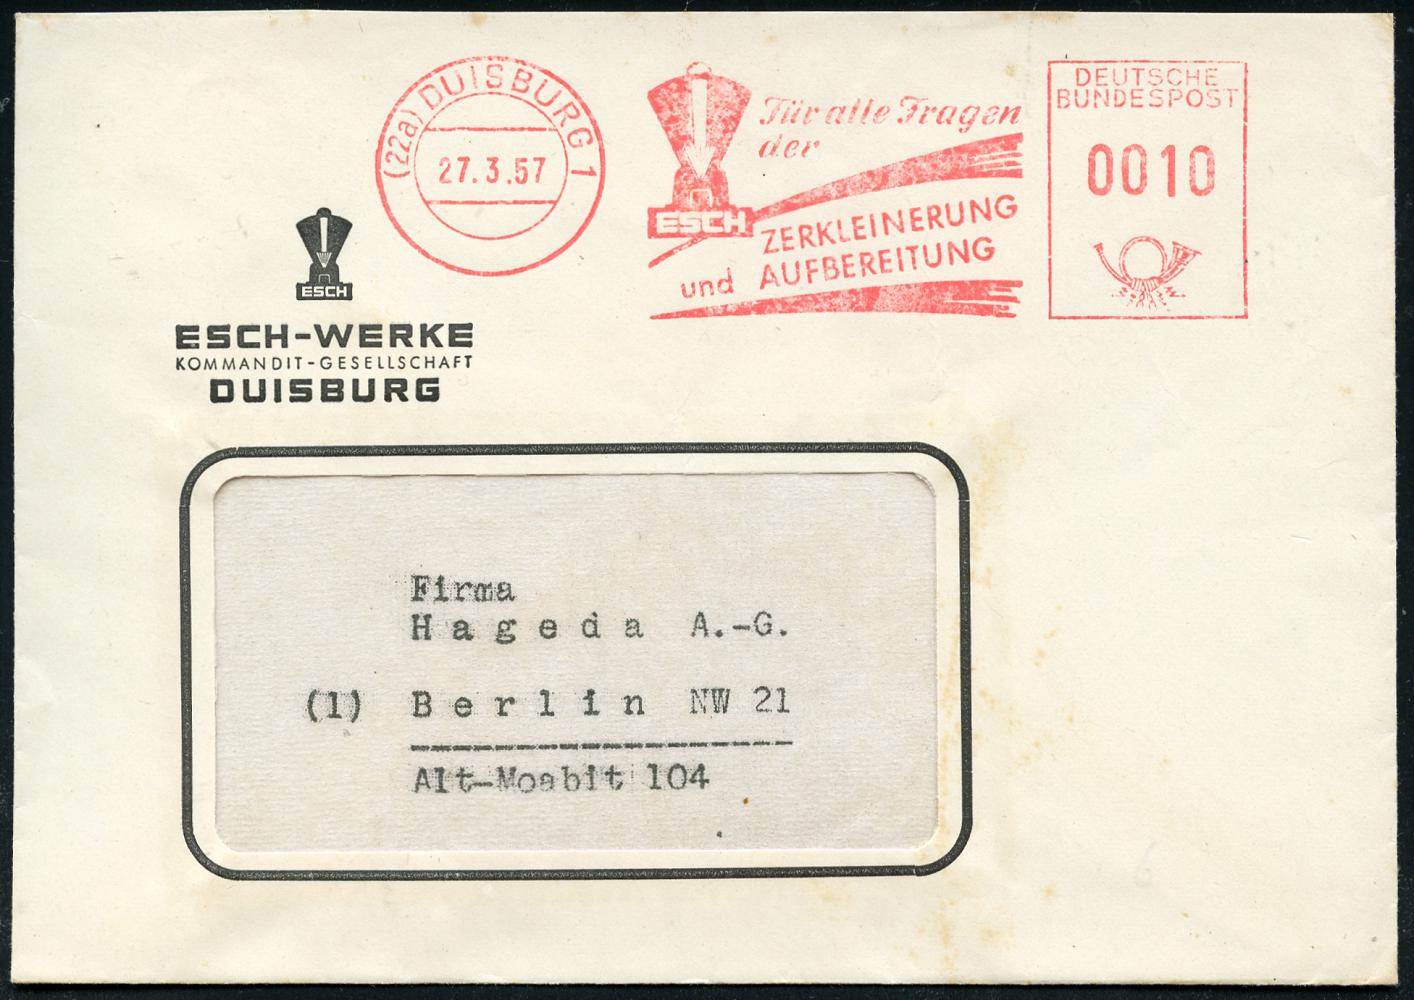 (22a) DUISBURG 1
27.3.57
Für alle Fragen
der
ESCH
ZERKLEINERUNG
und AUFBEREITUNG
DEUTSCHE
BUNDESPOST
0010
ESCH
ESCH-WERKE
KOMMANDIT-GESELLSCHAFT
DUISBURG
Firma
Hageda A.-G.
(1) Berlin NW 21
Alt-Moabit 104